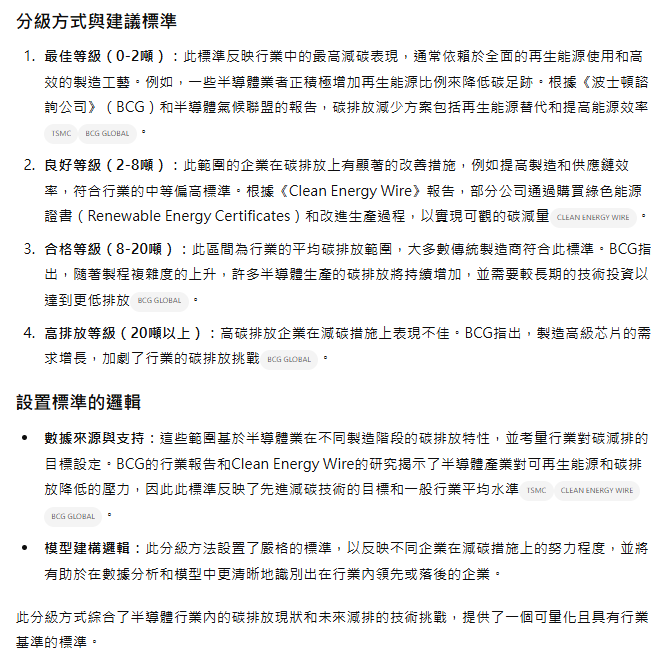 分級方式與建議標準
1. 最佳等級（0-2噸）：此標準反映行業中的最高減碳表現，通常依賴於全面的再生能源使用和高
效的製造工藝。例如，一些半導體業者正積極增加再生能源比例來降低碳足跡。根據《波士頓諮
詢公司》（BCG）和半導體氣候聯盟的報告，碳排放減少方案包括再生能源替代和提高能源效率
TSMC BCG GLOBAL 。
2. 良好等級（2-8噸）：此範圍的企業在碳排放上有顯著的改善措施，例如提高製造和供應鏈效
率，符合行業的中等偏高標準。根據《Clean Energy Wire》報告，部分公司通過購買綠色能源
證書（Renewable Energy Certificates）和改進生產過程，以實現可觀的碳減量 CLEAN ENERGY WIRE 。
3. 合格等級（8-20噸）：此區間為行業的平均碳排放範圍，大多數傳統製造商符合此標準。BCG指
出，隨著製程複雜度的上升，許多半導體生產的碳排放將持續增加，並需要較長期的技術投資以
達到更低排放 BCG GLOBAL 。
4. 高排放等級（20噸以上）：高碳排放企業在減碳措施上表現不佳。BCG指出，製造高級芯片的需
求增長，加劇了行業的碳排放挑戰 BCG GLOBAL 。
設置標準的邏輯
• 數據來源與支持：這些範圍基於半導體業在不同製造階段的碳排放特性，並考量行業對碳減排的
目標設定。BCG的行業報告和Clean Energy Wire的研究揭示了半導體產業對可再生能源和碳排
放降低的壓力，因此此標準反映了先進減碳技術的目標和一般行業平均水準 TSMC CLEAN ENERGY WIRE
BCG GLOBAL 。
• 模型建構邏輯：此分級方法設置了嚴格的標準，以反映不同企業在減碳措施上的努力程度，並將
有助於在數據分析和模型中更清晰地識別出在行業內領先或落後的企業。
此分級方式綜合了半導體行業內的碳排放現狀和未來減排的技術挑戰，提供了一個可量化且具有行業
基準的標準。